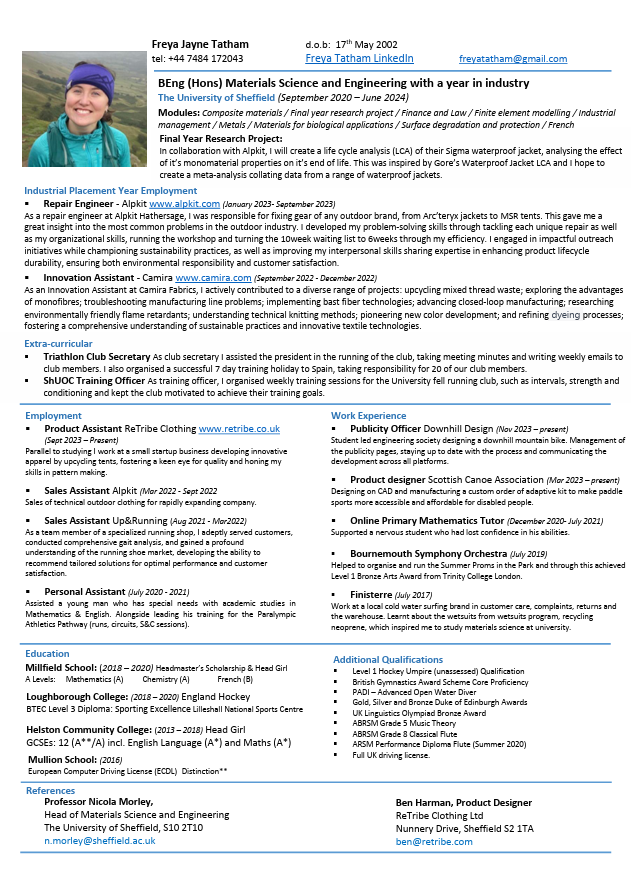 Freya Jayne Tatham d.o.b: 17th May 2002
tel: +44 7484 172043 Freya Tatham LinkedIn freyatatham@gmail.com
BEng (Hons) Materials Science and Engineering with a year in industry
The University of Sheffield (September 2020 – June 2024)
Modules: Composite materials / Final year research project / Finance and Law / Finite element modelling / Industrial
management / Metals / Materials for biological applications / Surface degradation and protection / French
Final Year Research Project:
In collaboration with Alpkit, I will create a life cycle analysis (LCA) of their Sigma waterproof jacket, analysing the effect
of it's monomaterial properties on it's end of life. This was inspired by Gore's Waterproof Jacket LCA and I hope to
create a meta-analysis collating data from a range of waterproof jackets.
Industrial Placement Year Employment
▪ Repair Engineer - Alpkit www.alpkit.com (January 2023- September 2023)
As a repair engineer at Alpkit Hathersage, I was responsible for fixing gear of any outdoor brand, from Arc'teryx jackets to MSR tents. This gave me a
great insight into the most common problems in the outdoor industry. I developed my problem-solving skills through tackling each unique repair as well
as my organizational skills, running the workshop and turning the 10week waiting list to 6weeks through my efficiency. I engaged in impactful outreach
initiatives while championing sustainability practices, as well as improving my interpersonal skills sharing expertise in enhancing product lifecycle
durability, ensuring both environmental responsibility and customer satisfaction.
▪ Innovation Assistant - Camira www.camira.com (September 2022 - December 2022)
As an Innovation Assistant at Camira Fabrics, I actively contributed to a diverse range of projects: upcycling mixed thread waste; exploring the advantages
of monofibres; troubleshooting manufacturing line problems; implementing bast fiber technologies; advancing closed-loop manufacturing; researching
environmentally friendly flame retardants; understanding technical knitting methods; pioneering new color development; and refining dyeing processes;
fostering a comprehensive understanding of sustainable practices and innovative textile technologies.
Extra-curricular
▪ Triathlon Club Secretary As club secretary I assisted the president in the running of the club, taking meeting minutes and writing weekly emails to
club members. I also organised a successful 7 day training holiday to Spain, taking responsibility for 20 of our club members.
▪ ShUOC Training Officer As training officer, I organised weekly training sessions for the University fell running club, such as intervals, strength and
conditioning and kept the club motivated to achieve their training goals.
Employment
▪ Product Assistant ReTribe Clothing www.retribe.co.uk
(Sept 2023 – Present)
Parallel to studying I work at a small startup business developing innovative
apparel by upcycling tents, fostering a keen eye for quality and honing my
skills in pattern making.
▪ Sales Assistant Alpkit (Mar 2022 - Sept 2022
Sales of technical outdoor clothing for rapidly expanding company.
▪ Sales Assistant Up&Running (Aug 2021 - Mar2022)
As a team member of a specialized running shop, I adeptly served customers,
conducted comprehensive gait analysis, and gained a profound
understanding of the running shoe market, developing the ability to
recommend tailored solutions for optimal performance and customer
satisfaction.
▪ Personal Assistant (July 2020 - 2021)
Assisted a young man who has special needs with academic studies in
Mathematics & English. Alongside leading his training for the Paralympic
Athletics Pathway (runs, circuits, S&C sessions).
Work Experience
▪ Publicity Officer Downhill Design (Nov 2023 – present)
Student led engineering society designing a downhill mountain bike. Management of
the publicity pages, staying up to date with the process and communicating the
development across all platforms.
▪ Product designer Scottish Canoe Association (Mar 2023 – present)
Designing on CAD and manufacturing a custom order of adaptive kit to make paddle
sports more accessible and affordable for disabled people.
▪ Online Primary Mathematics Tutor (December 2020- July 2021)
Supported a nervous student who had lost confidence in his abilities.
▪ Bournemouth Symphony Orchestra (July 2019)
Helped to organise and run the Summer Proms in the Park and through this achieved
Level 1 Bronze Arts Award from Trinity College London.
▪ Finisterre (July 2017)
Work at a local cold water surfing brand in customer care, complaints, returns and
the warehouse. Learnt about the wetsuits from wetsuits program, recycling
neoprene, which inspired me to study materials science at university.
Education
Millfield School: (2018 – 2020) Headmaster's Scholarship & Head Girl
A Levels: Mathematics (A) Chemistry (A) French (B)
Loughborough College: (2018 – 2020) England Hockey
BTEC Level 3 Diploma: Sporting Excellence Lilleshall National Sports Centre
Helston Community College: (2013 – 2018) Head Girl
GCSEs: 12 (A**/A) incl. English Language (A*) and Maths (A*)
Mullion School: (2016)
European Computer Driving License (ECDL) Distinction**
Additional Qualifications
▪ Level 1 Hockey Umpire (unassessed) Qualification
▪ British Gymnastics Award Scheme Core Proficiency
▪ PADI – Advanced Open Water Diver
▪ Gold, Silver and Bronze Duke of Edinburgh Awards
▪ UK Linguistics Olympiad Bronze Award
▪ ABRSM Grade 5 Music Theory
▪ ABRSM Grade 8 Classical Flute
▪ ARSM Performance Diploma Flute (Summer 2020)
▪ Full UK driving license.
References
Professor Nicola Morley,
Head of Materials Science and Engineering
The University of Sheffield, S10 2T10
n.morley@sheffield.ac.uk
Ben Harman, Product Designer
ReTribe Clothing Ltd
Nunnery Drive, Sheffield S2 1TA
ben@retribe.com